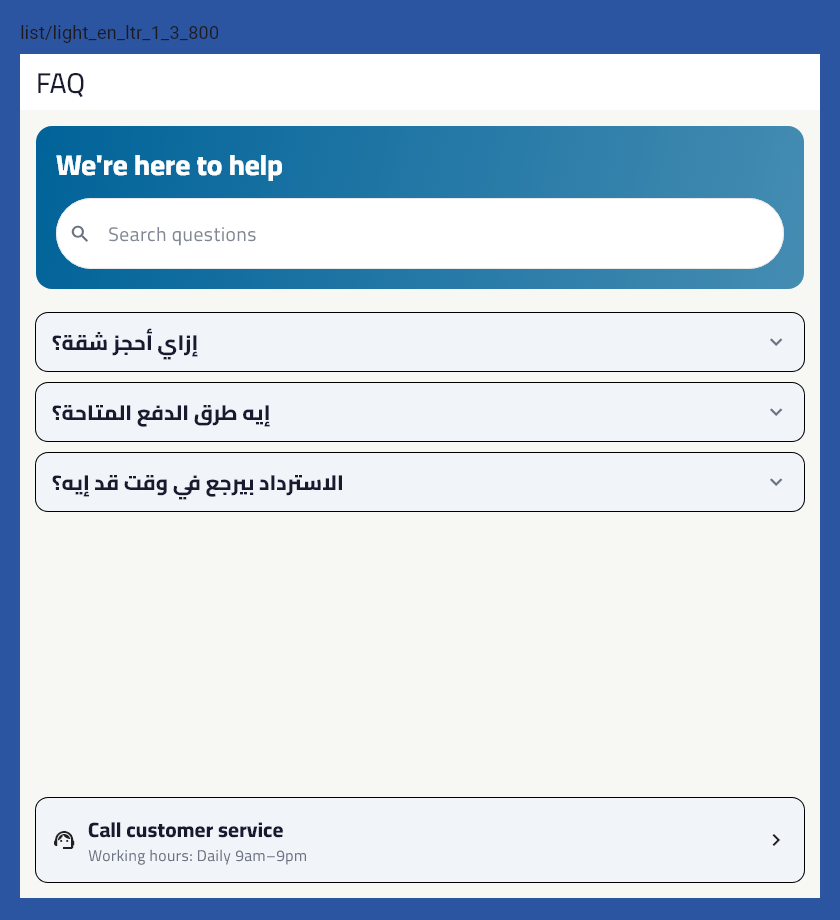 list/light_en_ltr_1_3_800
FAQ
We're here to help
Search questions
إزاي أحجز شقة؟
إيه طرق الدفع المتاحة؟
الاسترداد بيرجع في وقت قد إيه؟
Call customer service
Working hours: Daily 9am–9pm